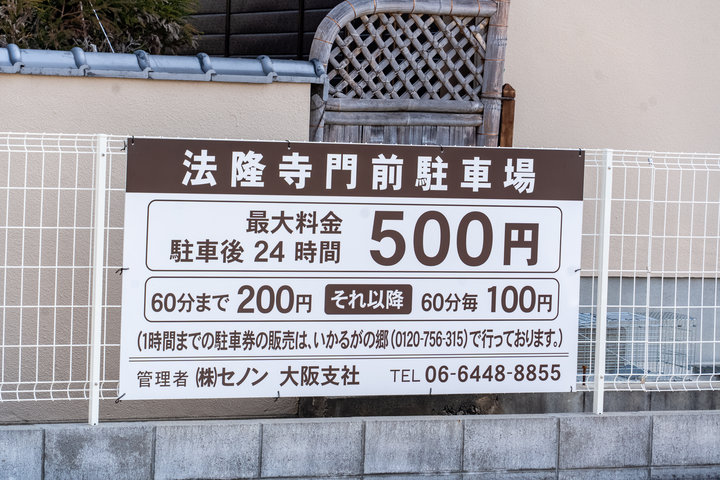 法隆寺門前駐車場
最大料金
駐車後 24 時間 500円
60分まで 200円 それ以降 60分毎 100円
(1時間までの駐車券の販売は、いかるがの郷(0120-756-315)で行っております。)
管理者 ㈱セノン 大阪支社 TEL 06-6448-8855